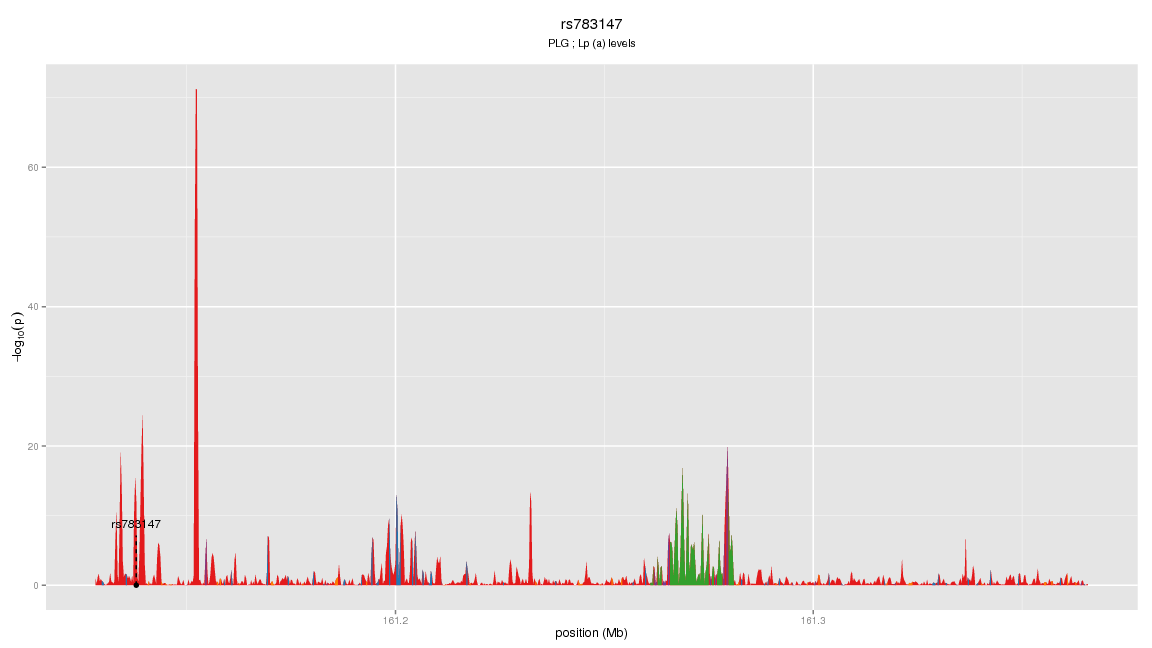 rs783147
PLG ; Lp (a) levels
60
40
20
0
−log10(p)
rs783147
161.2
161.3
position (Mb)